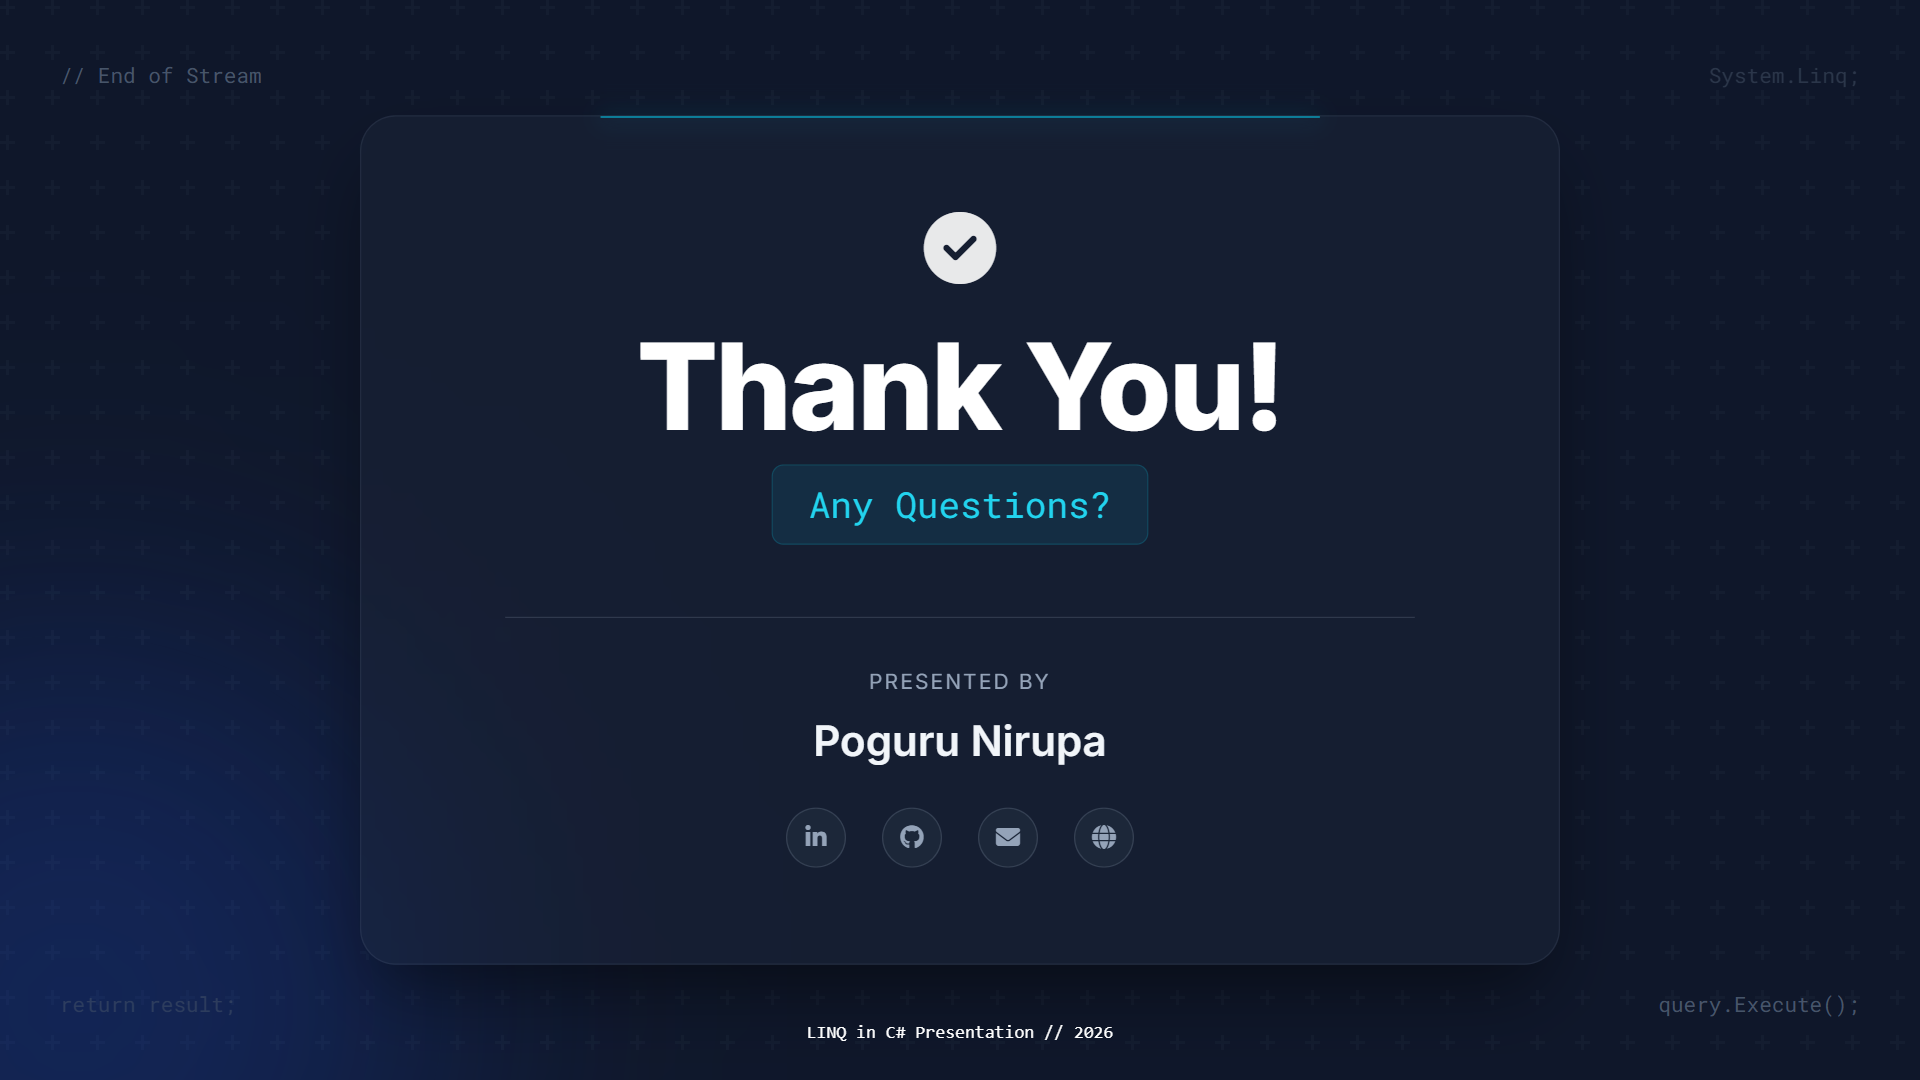 // End of Stream
System.Linq;
Thank You!
Any Questions?
PRESENTED BY
Poguru Nirupa
in
return result;
query.Execute();
LINQ in C# Presentation // 2026